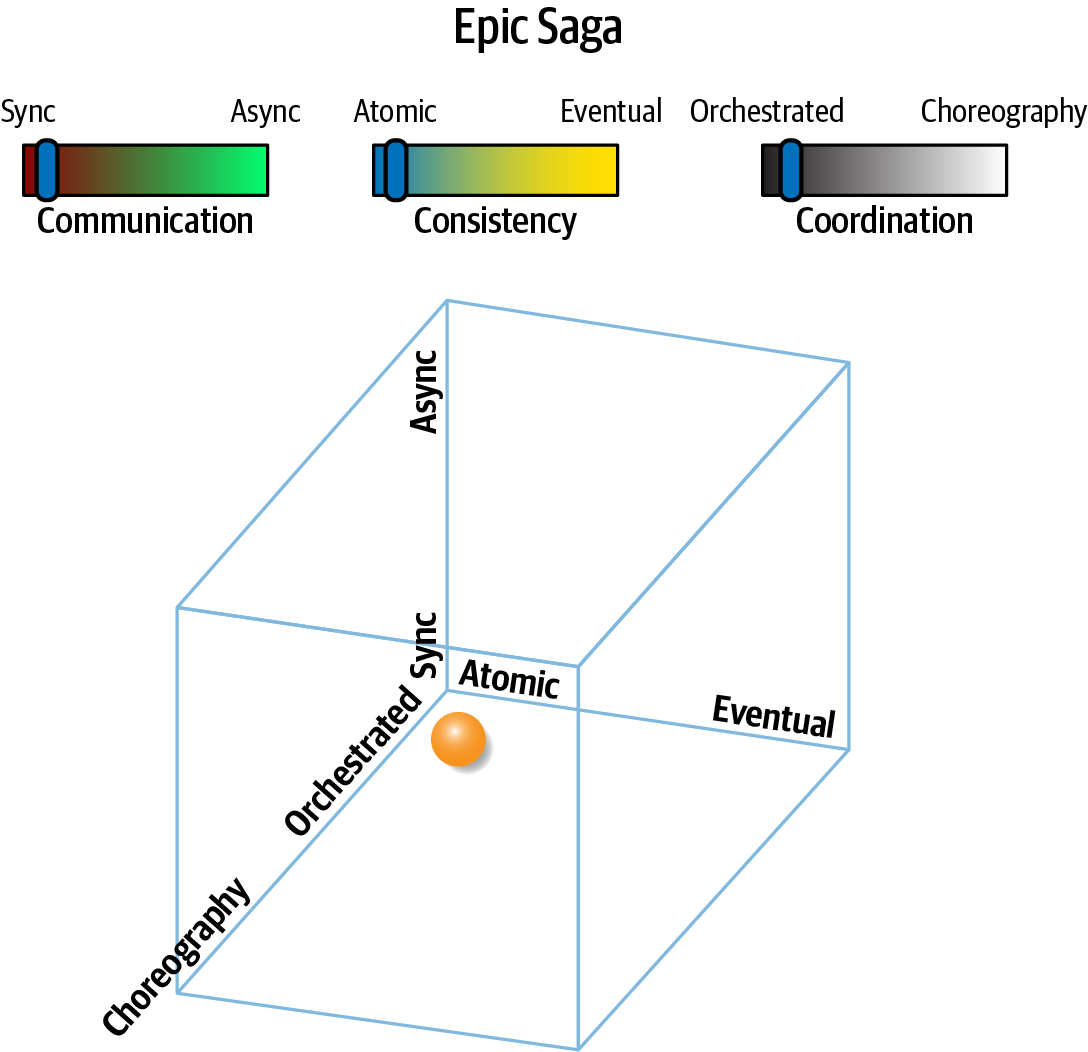 Epic Saga
Sync
Async
Atomic
Eventual
Orchestrated
Choreography
Communication
Consistency
Coordination
Async
Sync
Atomic
Eventual
Orchestrated
Choreography